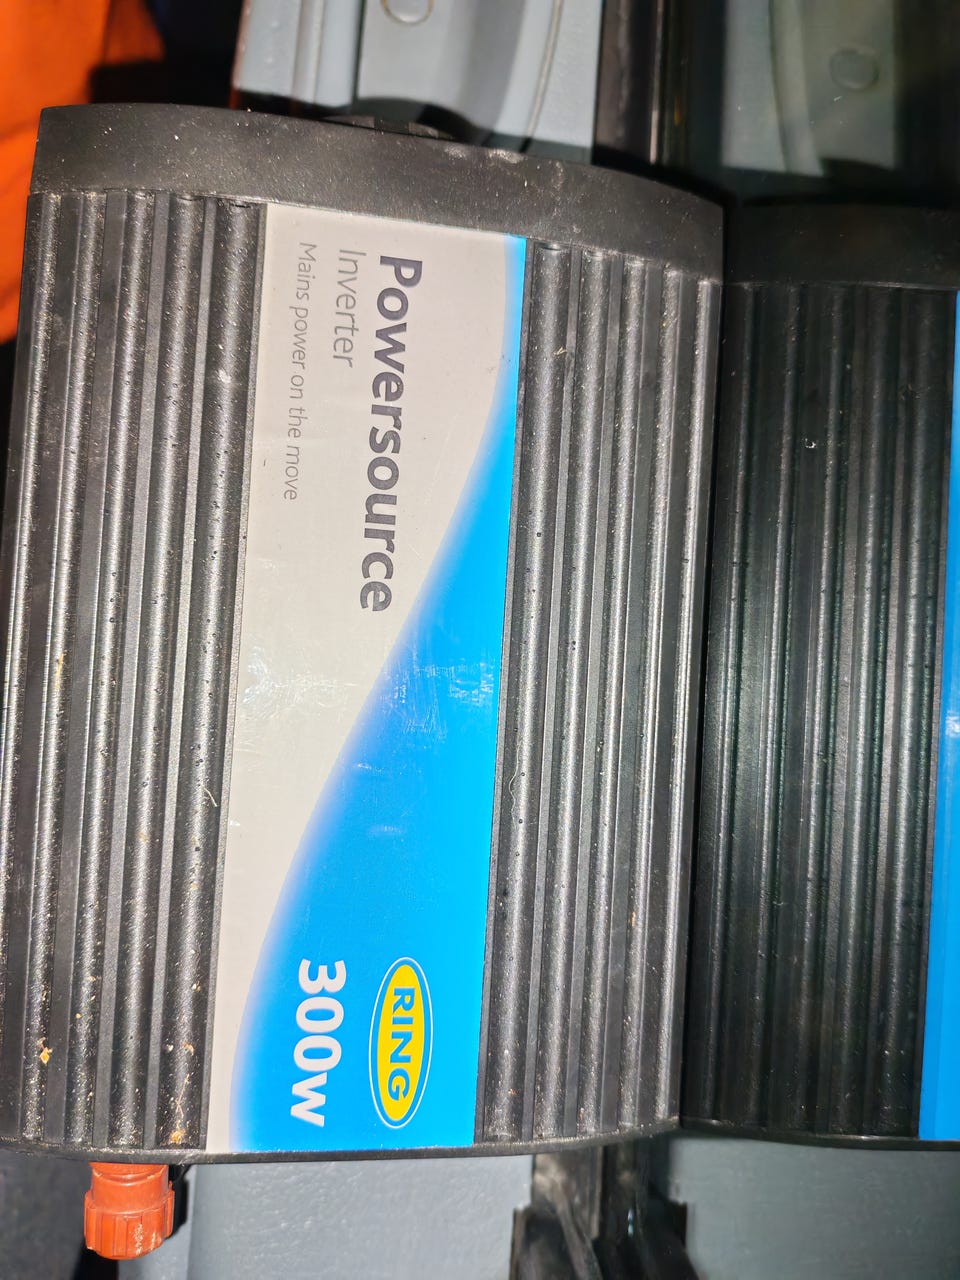 Powersource
Inverter
Mains power on the move
RING
300w